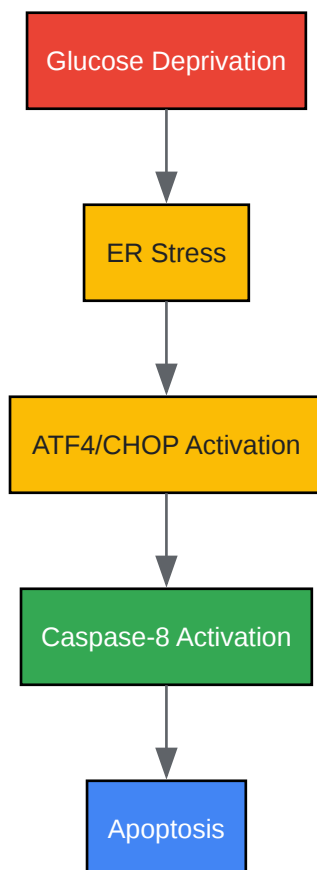 Glucose Deprivation
ER Stress
ATF4/CHOP Activation
Caspase-8 Activation
Apoptosis